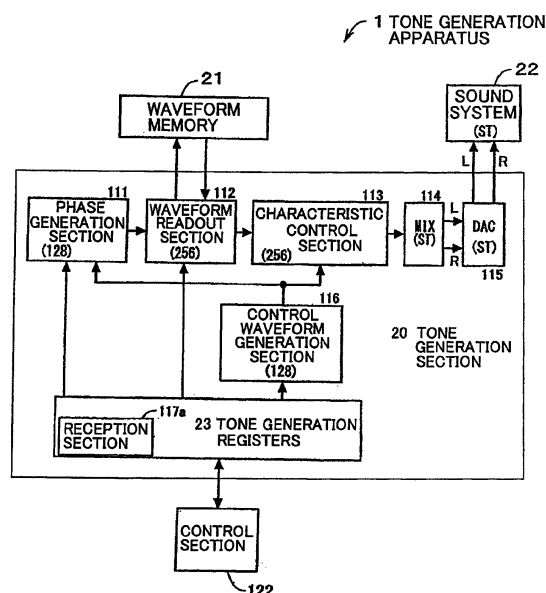 1 TONE GENERATION
APPARATUS
21
WAVEFORM
MEMORY
22
SOUND
SYSTEM
(ST)
L
R
111
PHASE
GENERATION
SECTION
(128)
112
WAVEFORM
READOUT
SECTION
(256)
113
CHARACTERISTIC
CONTROL
SECTION
(256)
114
MIX
(ST)
L
R
DAC
(ST)
115
116
CONTROL
WAVEFORM
GENERATION
SECTION
(128)
20 TONE
GENERATION
SECTION
117a
RECEPTION
SECTION
23 TONE GENERATION
REGISTERS
CONTROL
SECTION
122